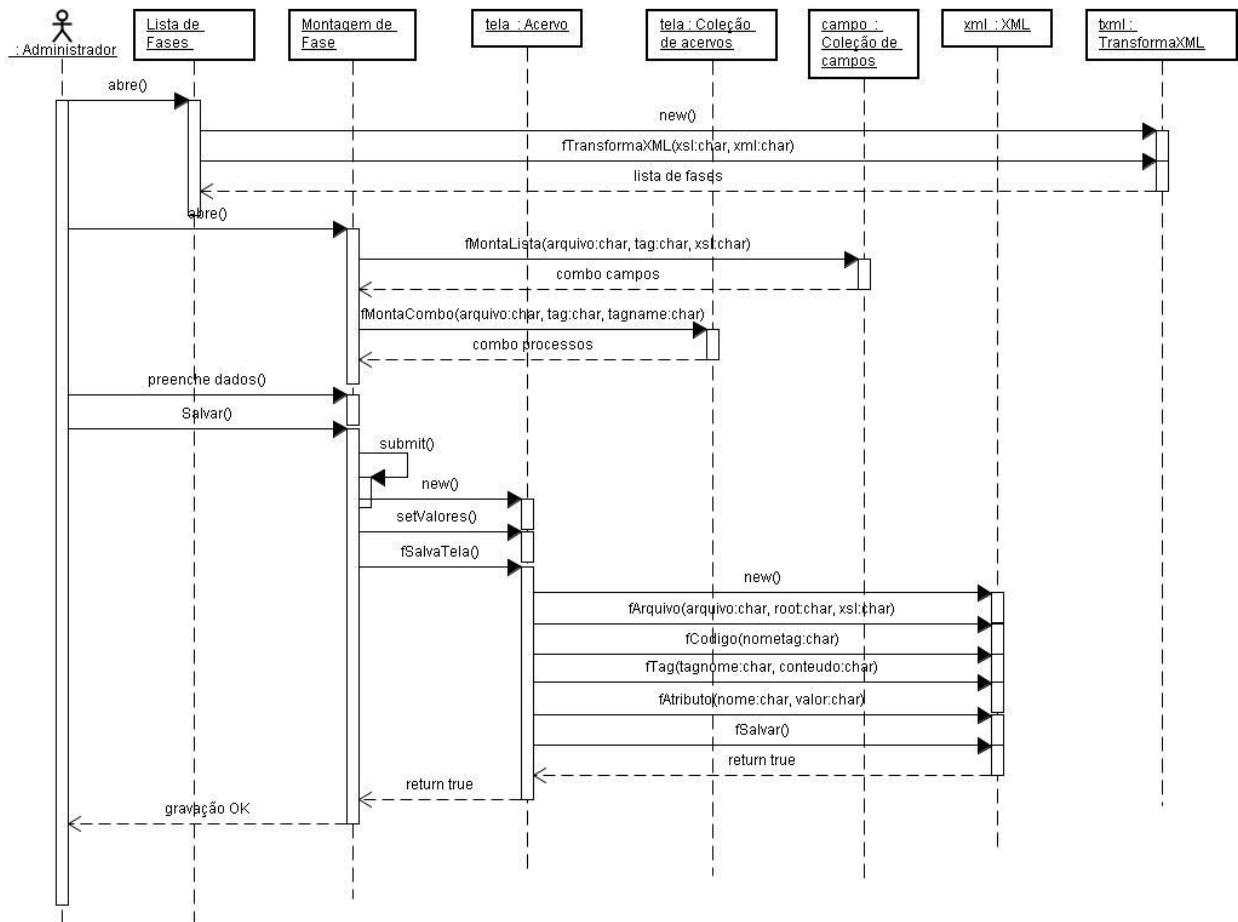 _ : Administrador
Lista de
Fases
Montagem de
Fase
tela : Acervo
tela : Coleção
de acervos
campo :
Coleção de
campos
xml : XML
txml :
TransformaXML
abre()
new()
fTransformaXML(xsl:char, xml:char)
lista de fases
abre()
fMontaLista(arquivo:char, tag:char, xsl:char)
combo campos
fMontaCombo(arquivo:char, tag:char, tagname:char)
combo processos
preenche dados()
Salvar()
submit()
new()
setValores()
fSalvaTela()
new()
fArquivo(arquivo:char, root:char, xsl:char)
fCodigo(nometag:char)
fTag(tagnome:char, conteudo:char)
fAtributo(nome:char, valor:char)
fSalvar()
return true
return true
gravação OK